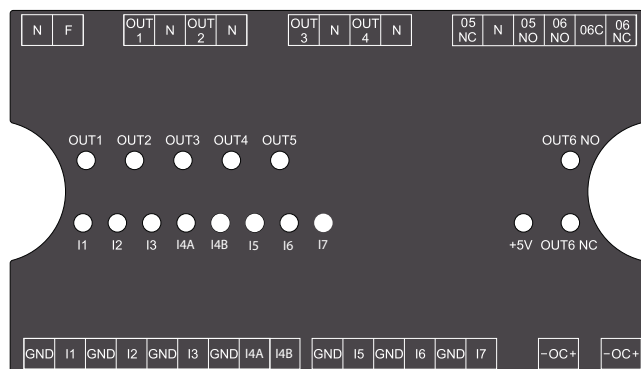 N F OUT 1 N OUT 2 N OUT 3 N OUT 4 N 05 NC N 05 NO 06 NO 06C 06 NC
OUT1 OUT2 OUT3 OUT4 OUT5 OUT6 NO
I1 I2 I3 I4A I4B I5 I6 I7 +5V OUT6 NC
GND I1 GND I2 GND I3 GND I4A I4B GND I5 GND I6 GND I7 -OC+ -OC+